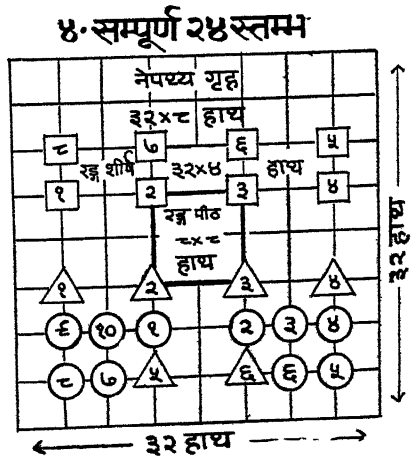 ४. सम्पूर्ण २४ स्तम्भ
नेपथ्य गृह
३२×८ हाथ
८ ७ ६ ५
रङ्ग शीर्ष ३२×४ हाथ
१ २ ३ ४
रङ्ग पीठ
८×८
हाथ
१ २ ३ ४
६ १० १ २ ३ ४
८ ७ ५ ६ ६ ५
३२ हाथ
३२ हाथ